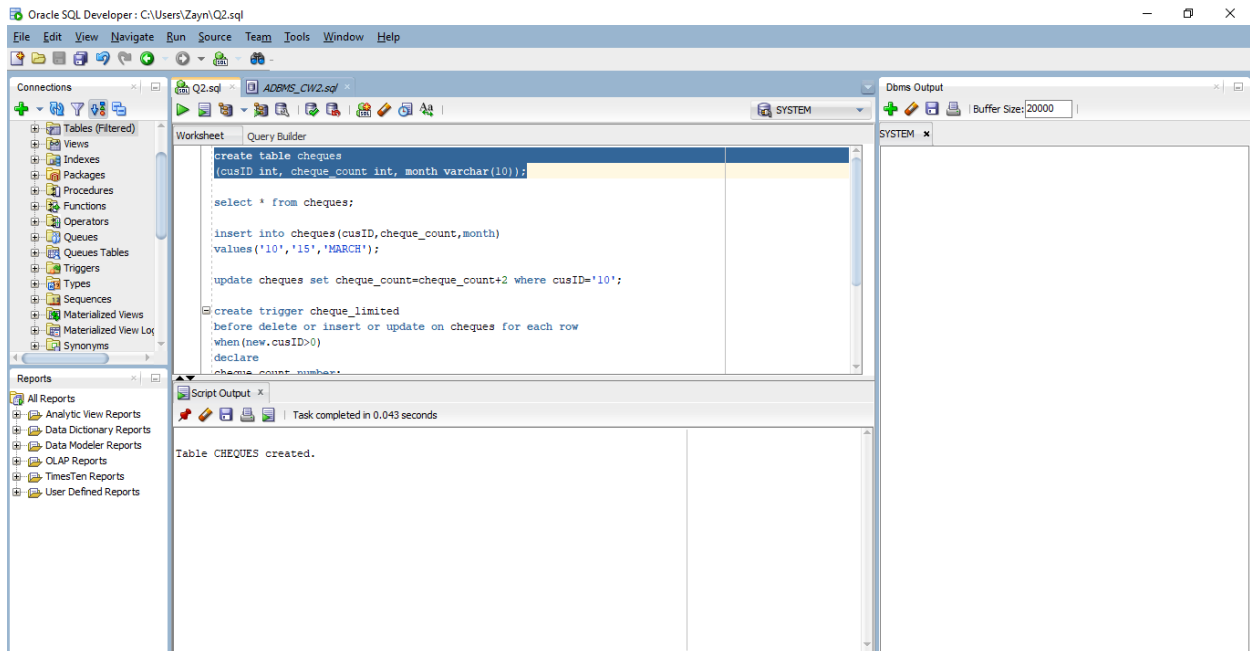 Oracle SQL Developer : C:\Users\Zayn\Q2.sql
File Edit View Navigate Run Source Team Tools Window Help
Connections
Tables (Filtered)
Views
Indexes
Packages
Procedures
Functions
Operators
Queues
Queues Tables
Triggers
Types
Sequences
Materialized Views
Materialized View Log
Synonyms
Reports
All Reports
Analytic View Reports
Data Dictionary Reports
Data Modeler Reports
OLAP Reports
TimesTen Reports
User Defined Reports
Q2.sql ADBMS_CW2.sql
SYSTEM
Worksheet Query Builder
create table cheques
(cusID int, cheque_count int, month varchar(10));
select * from cheques;
insert into cheques(cusID,cheque_count,month)
values('10','15','MARCH');
update cheques set cheque_count=cheque_count+2 where cusID='10';
create trigger cheque_limited
before delete or insert or update on cheques for each row
when(new.cusID>0)
declare
cheque_count number;
Script Output
Task completed in 0.043 seconds
Table CHEQUES created.
Dbms Output
Buffer Size: 20000
SYSTEM